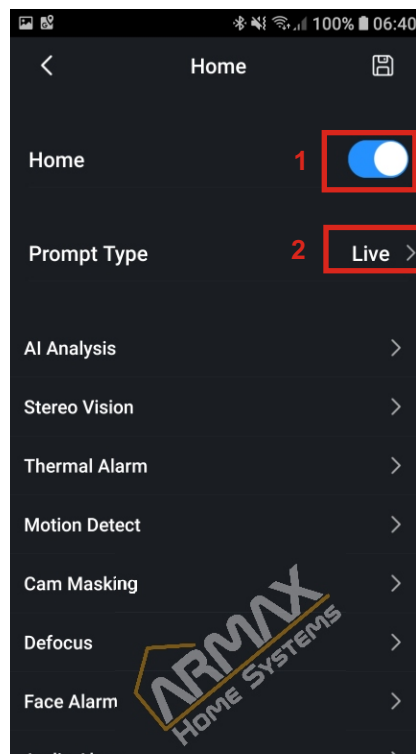 100% 06:40
Home
Home 1
Prompt Type 2 Live
AI Analysis
Stereo Vision
Thermal Alarm
Motion Detect
Cam Masking
Defocus
Face Alarm
ARMAX
Home Systems